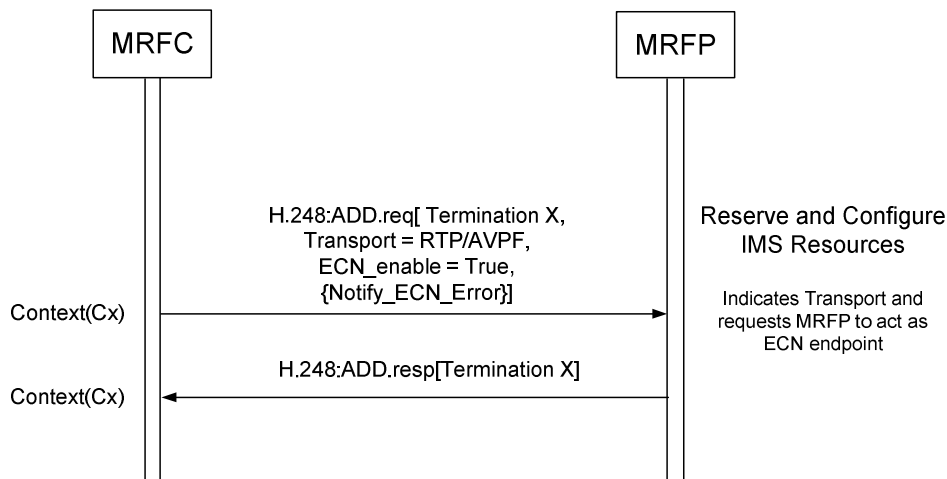 MRFC
MRFP
H.248:ADD.req[ Termination X,
Transport = RTP/AVPF,
ECN_enable = True,
{Notify_ECN_Error}]
Reserve and Configure
IMS Resources
Indicates Transport and
requests MRFP to act as
ECN endpoint
Context(Cx)
H.248:ADD.resp[Termination X]
Context(Cx)